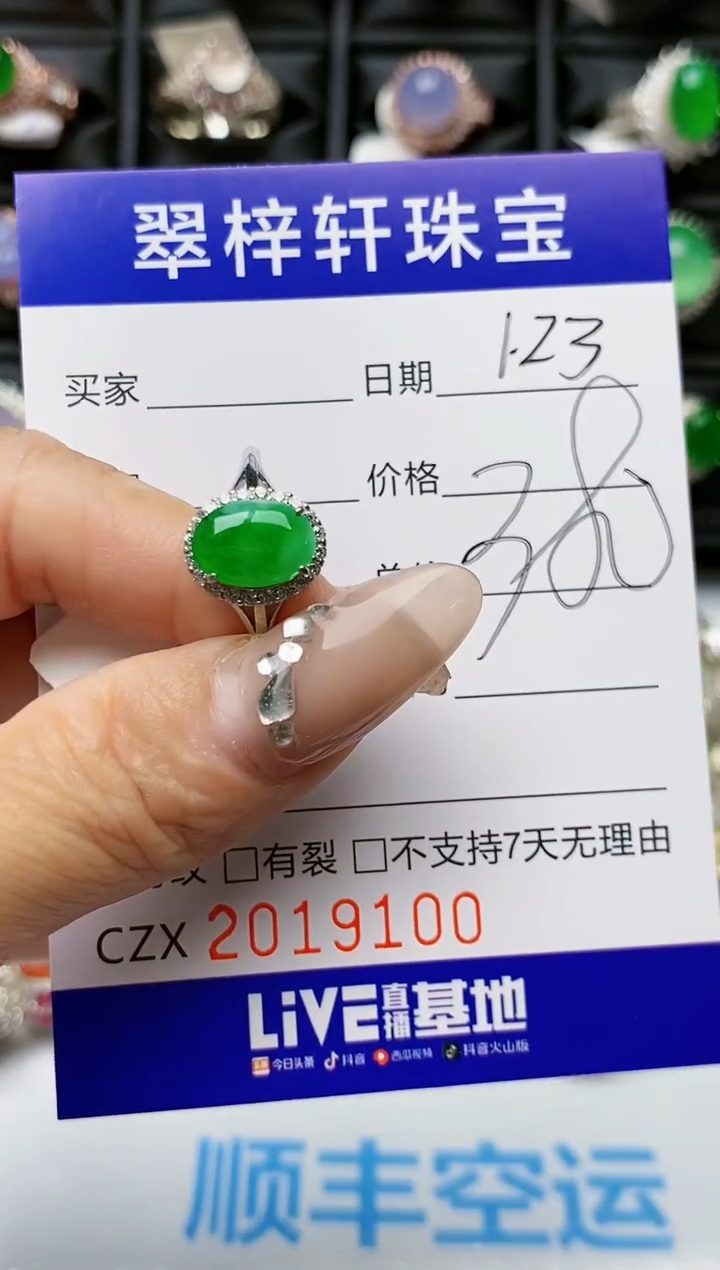 翠梓轩珠宝
买家 日期 1.23
价格 38
□有裂 □不支持7天无理由
CZX 2019100
LiVE直播基地
今日头条 抖音 西瓜视频 抖音火山版
顺丰空运